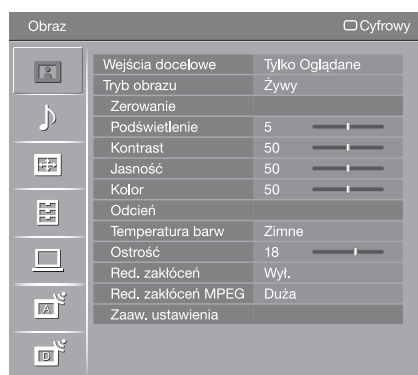 Obraz Cyfrowy
Wejścia docelowe Tylko Oglądane
Tryb obrazu Żywy
Zerowanie
Podświetlenie 5
Kontrast 50
Jasność 50
Kolor 50
Odcień
Temperatura barw Zimne
Ostrość 18
Red. zakłóceń Wył.
Red. zakłóceń MPEG Duża
Zaaw. ustawienia
A
D